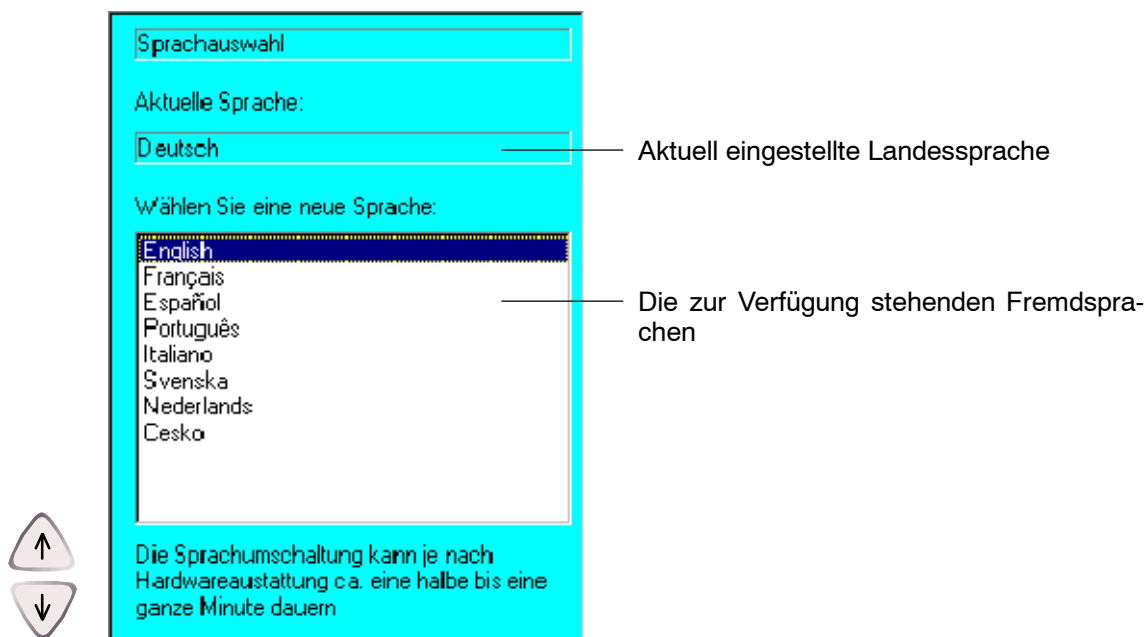 Sprachauswahl
Aktuelle Sprache:
Deutsch
Aktuell eingestellte Landessprache
Wählen Sie eine neue Sprache:
English
Français
Español
Português
Italiano
Svenska
Nederlands
Cesko
Die zur Verfügung stehenden Fremdspra-
chen
Die Sprachumschaltung kann je nach
Hardwareaustattung ca. eine halbe bis eine
ganze Minute dauern